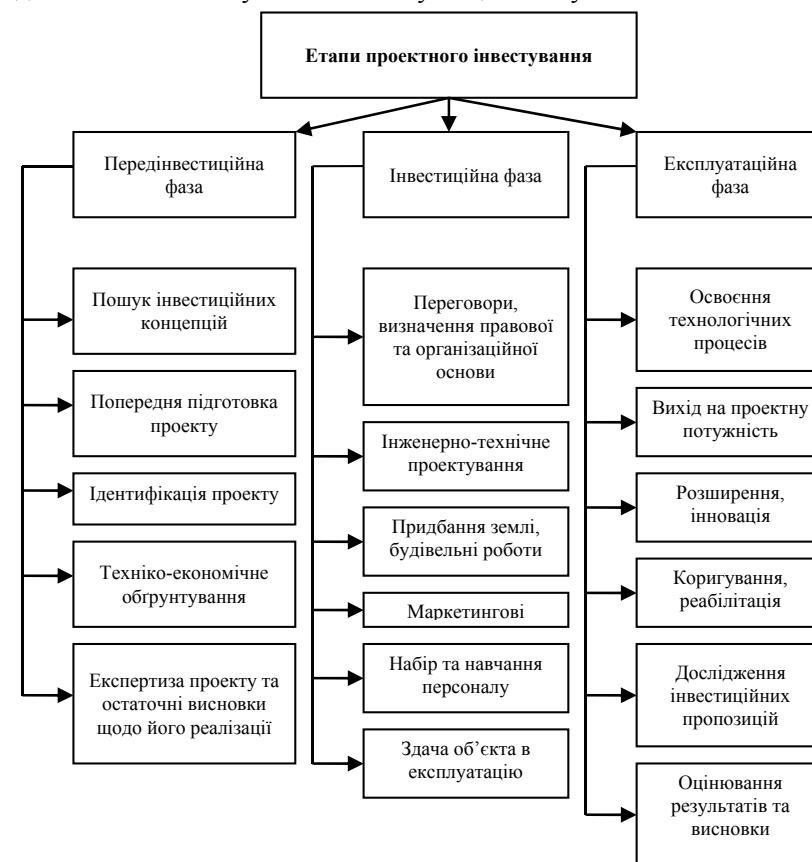 Етапи проектного інвестування
Передінвестиційна
фаза
Пошук інвестиційних
концепцій
Попередня підготовка
проекту
Ідентифікація проекту
Техніко-економічне
обґрунтування
Експертиза проекту та
остаточні висновки
щодо його реалізації
Інвестиційна фаза
Переговори,
визначення правової
та організаційної
основи
Інженерно-технічне
проектування
Придбання землі,
будівельні роботи
Маркетингові
Набір та навчання
персоналу
Здача об’єкта в
експлуатацію
Експлуатаційна
фаза
Освоєння
технологічних
процесів
Вихід на проектну
потужність
Розширення,
інновація
Коригування,
реабілітація
Дослідження
інвестиційних
пропозицій
Оцінювання
результатів та
висновки